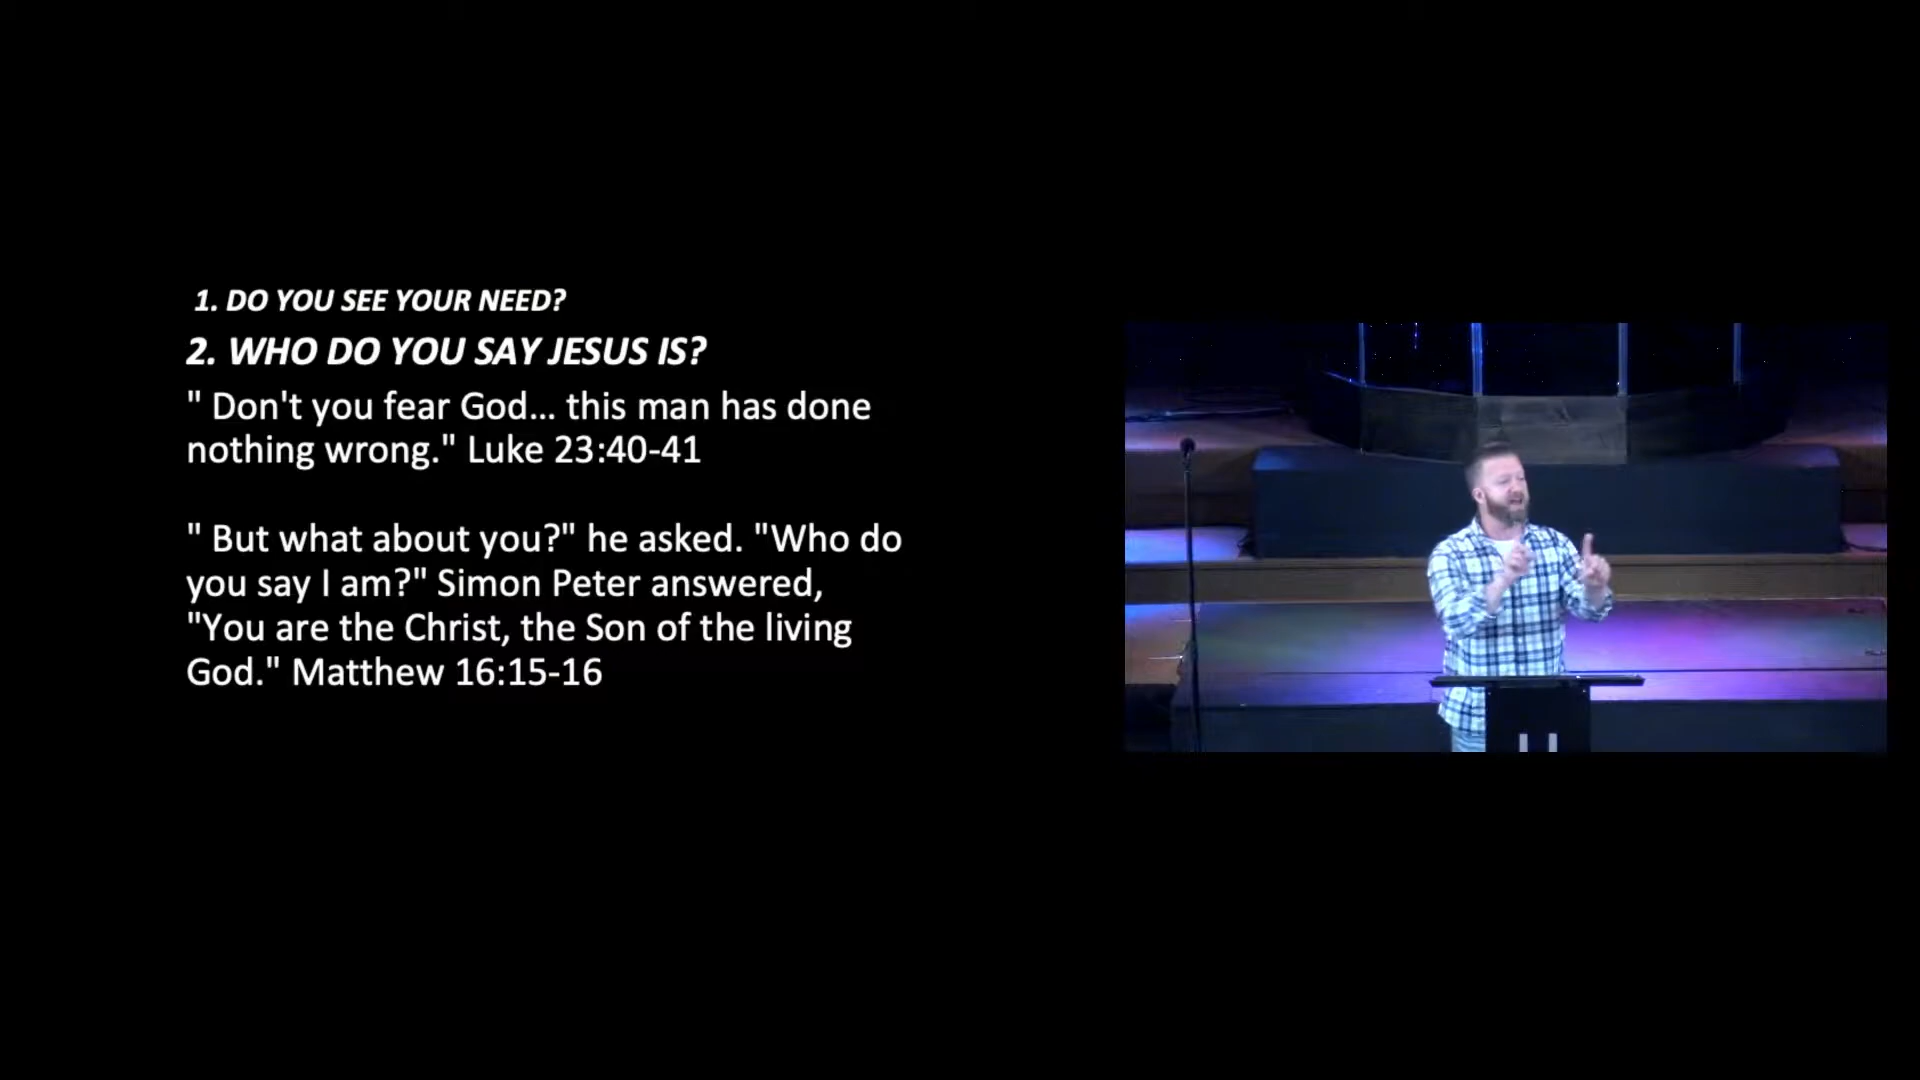 1. DO YOU SEE YOUR NEED?
2. WHO DO YOU SAY JESUS IS?
" Don't you fear God... this man has done
nothing wrong." Luke 23:40-41
" But what about you?" he asked. "Who do
you say I am?" Simon Peter answered,
"You are the Christ, the Son of the living
God." Matthew 16:15-16